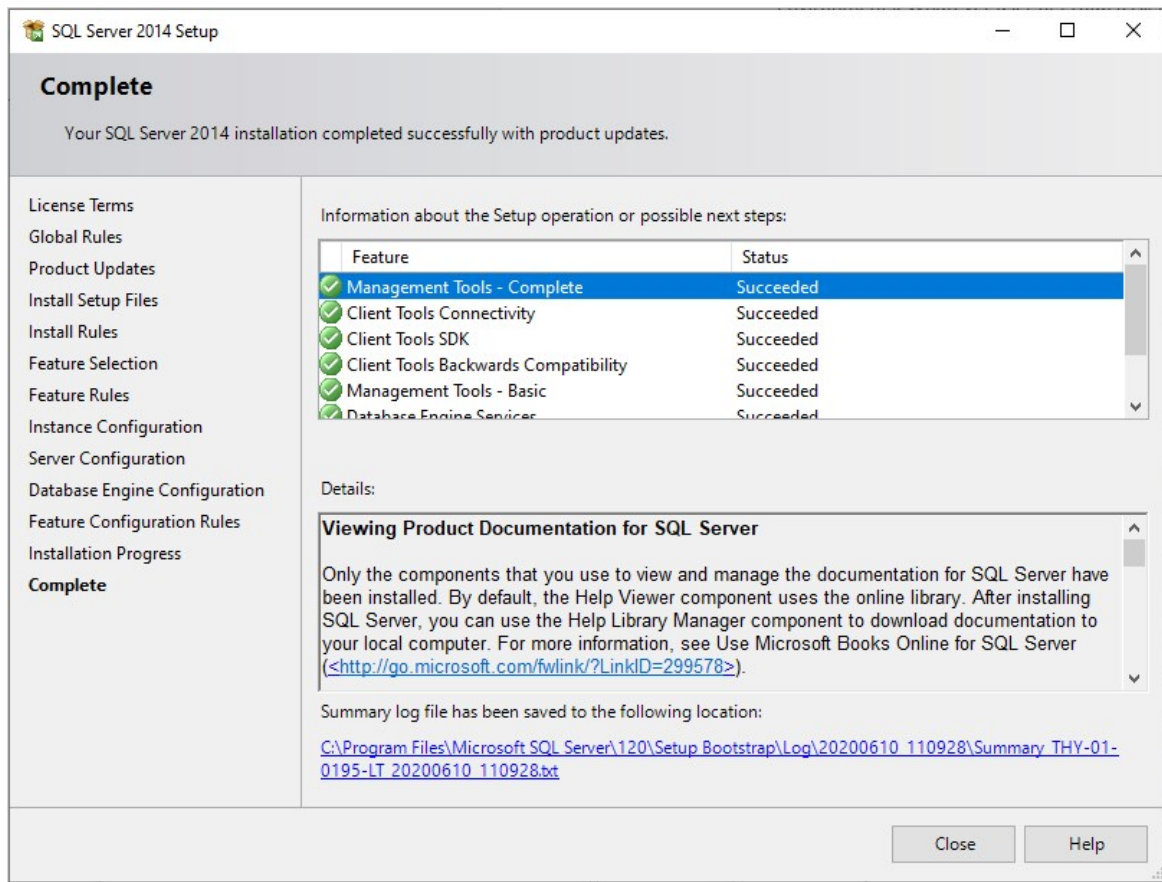 SQL Server 2014 Setup
Complete
Your SQL Server 2014 installation completed successfully with product updates.
License Terms
Global Rules
Product Updates
Install Setup Files
Install Rules
Feature Selection
Feature Rules
Instance Configuration
Server Configuration
Database Engine Configuration
Feature Configuration Rules
Installation Progress
Complete
Information about the Setup operation or possible next steps:
Feature Status
Management Tools - Complete Succeeded
Client Tools Connectivity Succeeded
Client Tools SDK Succeeded
Client Tools Backwards Compatibility Succeeded
Management Tools - Basic Succeeded
Database Engine Services Succeeded
Details:
Viewing Product Documentation for SQL Server
Only the components that you use to view and manage the documentation for SQL Server have
been installed. By default, the Help Viewer component uses the online library. After installing
SQL Server, you can use the Help Library Manager component to download documentation to
your local computer. For more information, see Use Microsoft Books Online for SQL Server
(<http://go.microsoft.com/fwlink/?LinkID=299578>).
Summary log file has been saved to the following location:
C:\Program Files\Microsoft SQL Server\120\Setup Bootstrap\Log\20200610_110928\Summary_THY-01-
0195-LT_20200610_110928.txt
Close Help